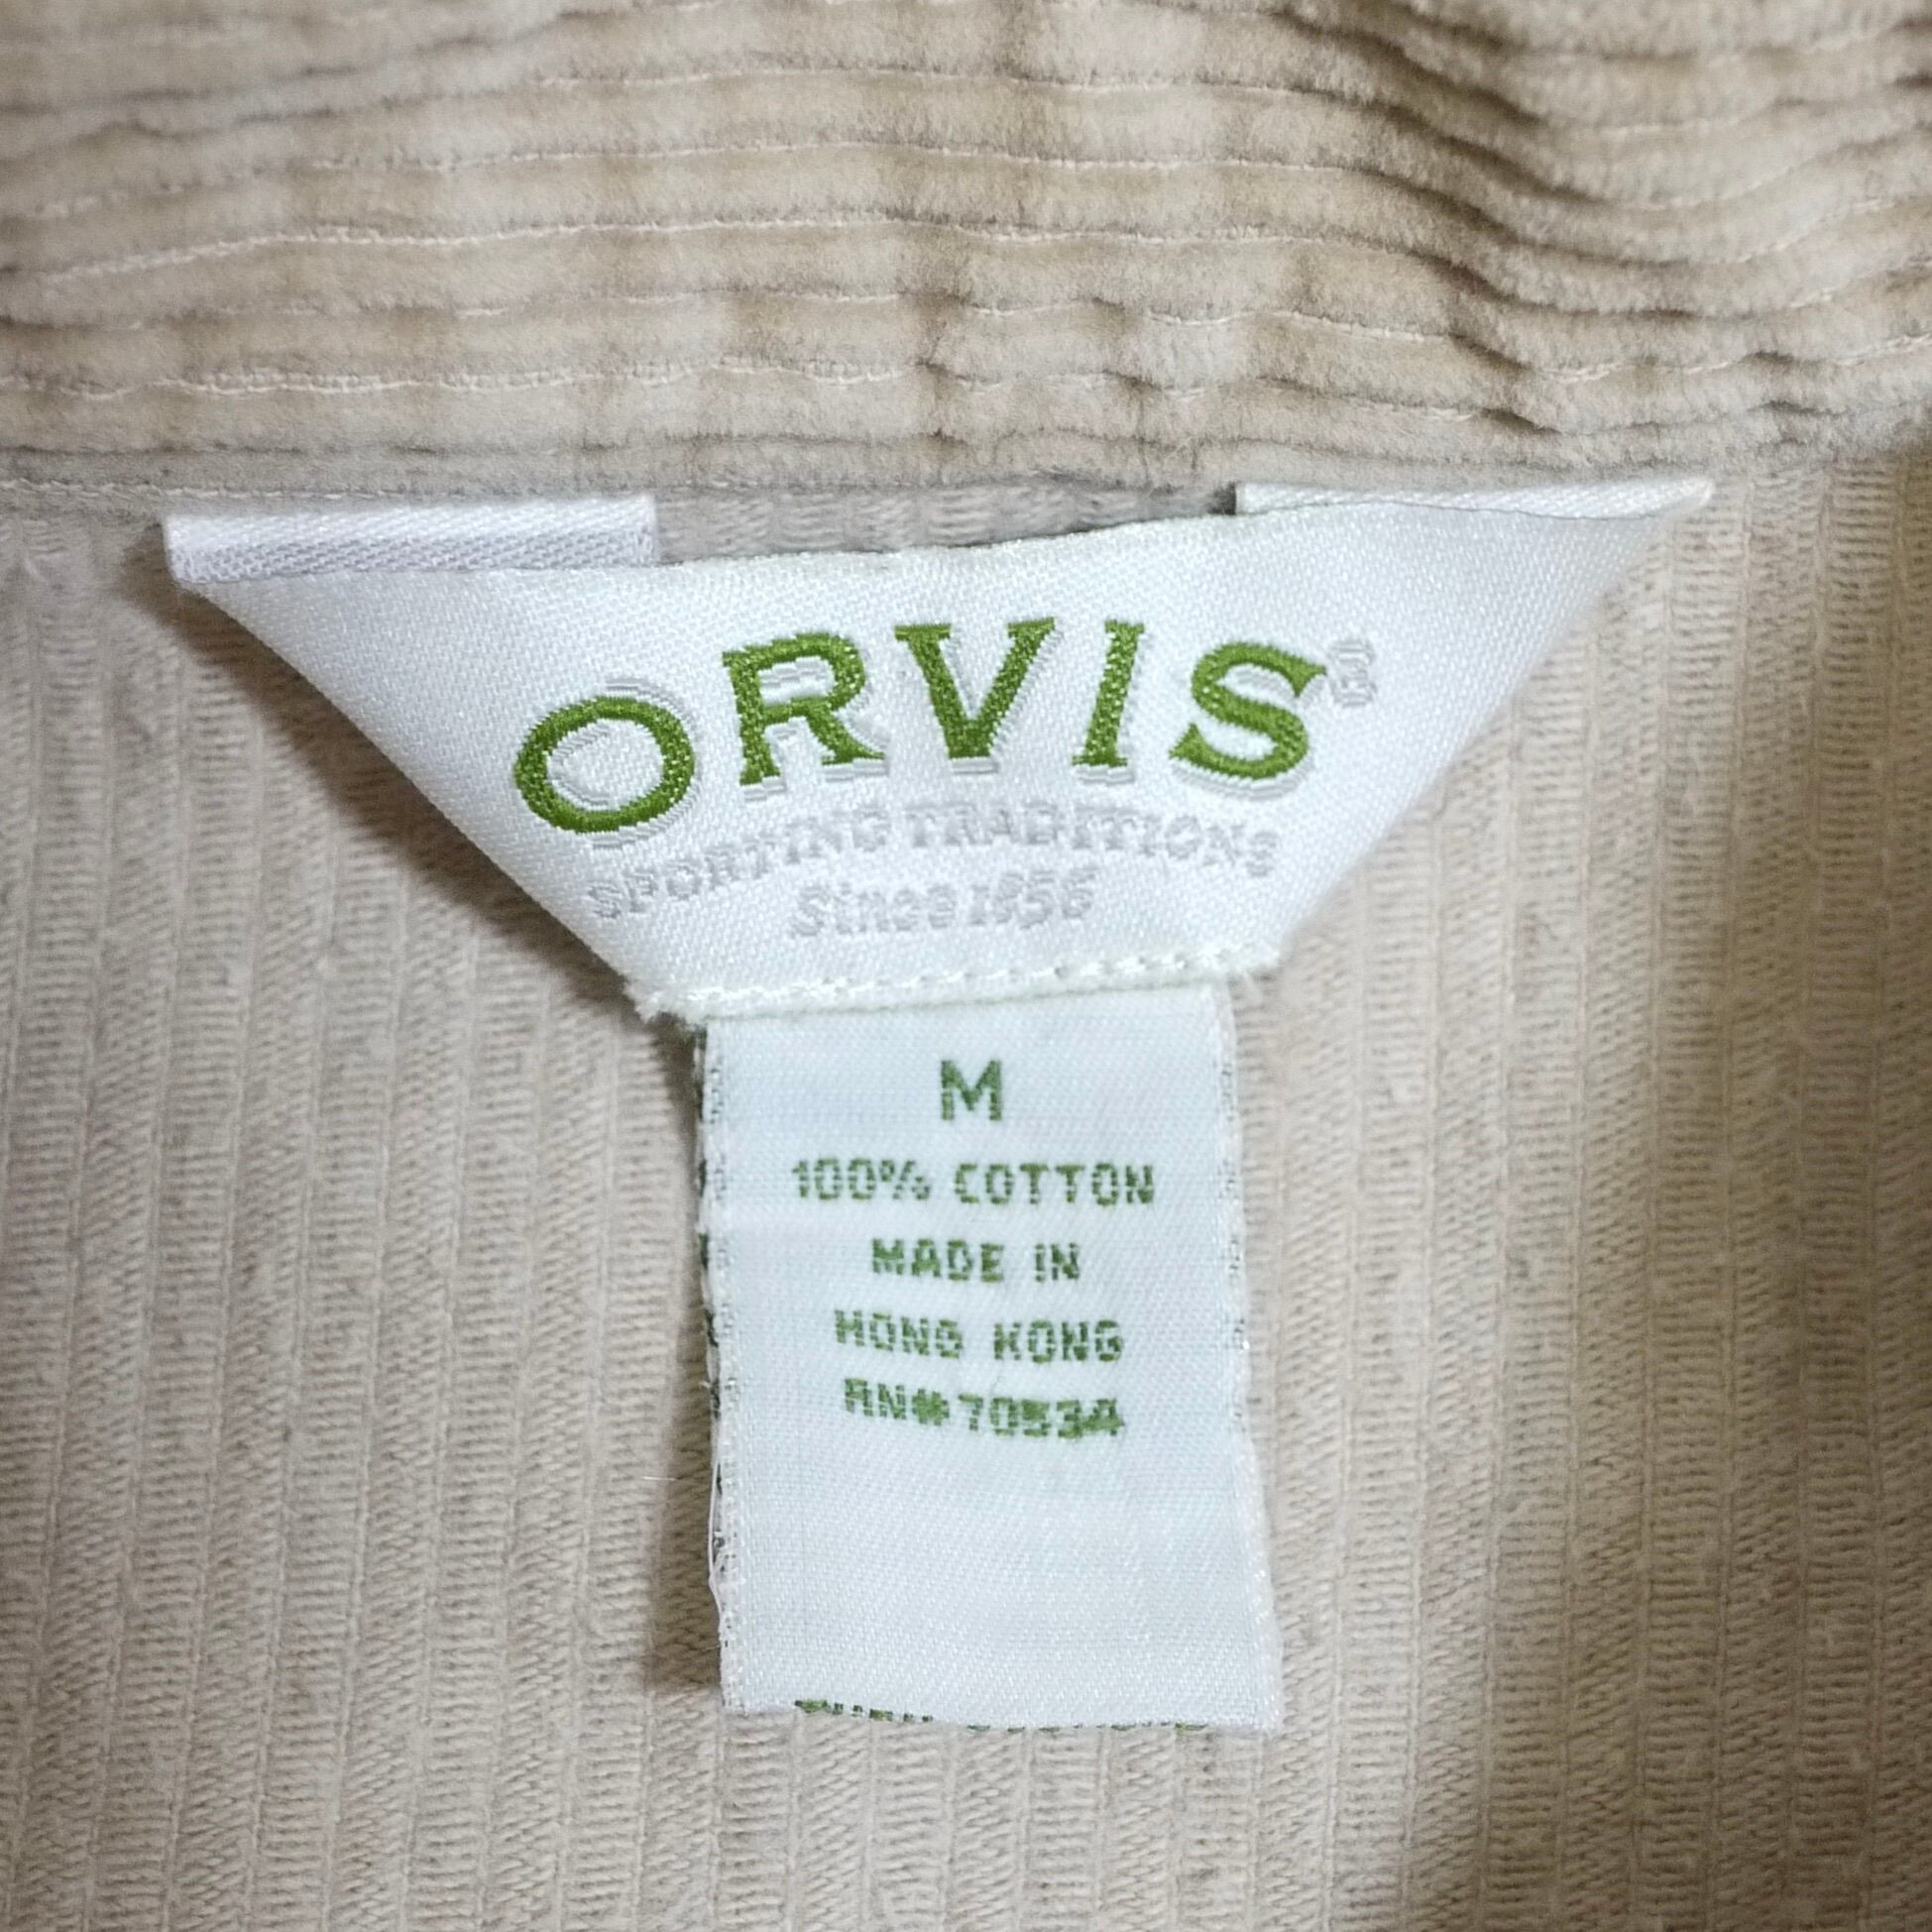 ORVIS®
SPORTING TRADITIONS
Since 1856
M
100% COTTON
MADE IN
HONG KONG
RN#70534